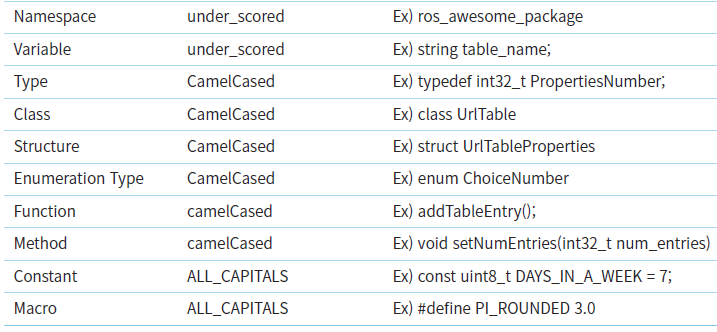 Namespace under_scored Ex) ros_awesome_package
Variable under_scored Ex) string table_name;
Type CamelCased Ex) typedef int32_t PropertiesNumber;
Class CamelCased Ex) class UrlTable
Structure CamelCased Ex) struct UrlTableProperties
Enumeration Type CamelCased Ex) enum ChoiceNumber
Function camelCased Ex) addTableEntry();
Method camelCased Ex) void setNumEntries(int32_t num_entries)
Constant ALL_CAPITALS Ex) const uint8_t DAYS_IN_A_WEEK = 7;
Macro ALL_CAPITALS Ex) #define PI_ROUNDED 3.0